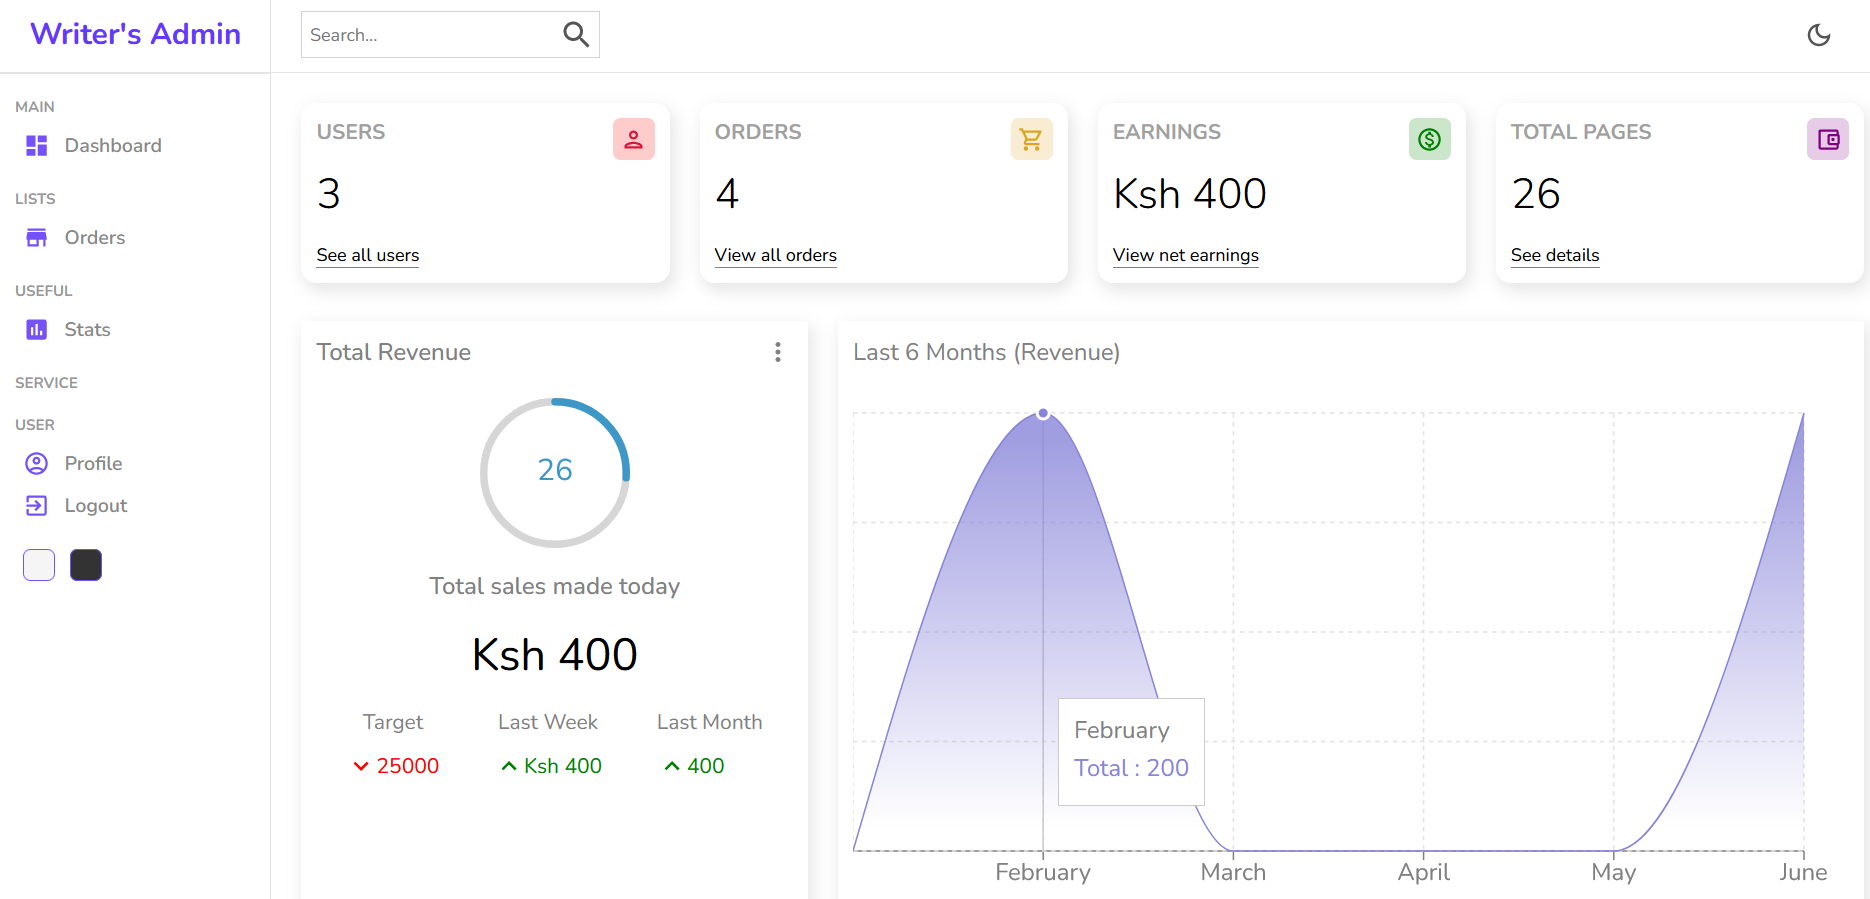 Writer's Admin
Search...
MAIN
Dashboard
LISTS
Orders
USEFUL
Stats
SERVICE
USER
Profile
Logout
USERS
3
See all users
ORDERS
4
View all orders
EARNINGS
Ksh 400
View net earnings
TOTAL PAGES
26
See details
Total Revenue
26
Total sales made today
Ksh 400
Target Last Week Last Month
25000 Ksh 400 400
Last 6 Months (Revenue)
February
Total : 200
February March April May June